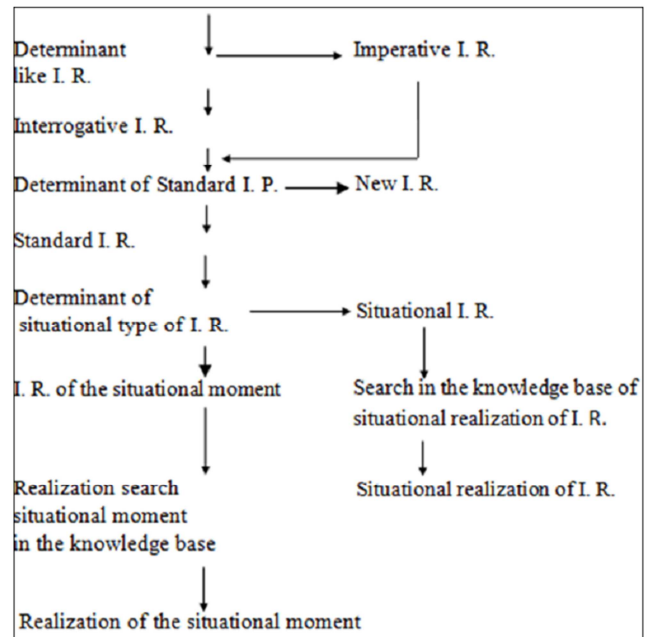 Determinant
like I. R.
Imperative I. R.
Interrogative I. R.
Determinant of Standard I. P.
New I. R.
Standard I. R.
Determinant of
situational type of I. R.
Situational I. R.
I. R. of the situational moment
Search in the knowledge base of
situational realization of I. R.
Realization search
situational moment
in the knowledge base
Situational realization of I. R.
Realization of the situational moment